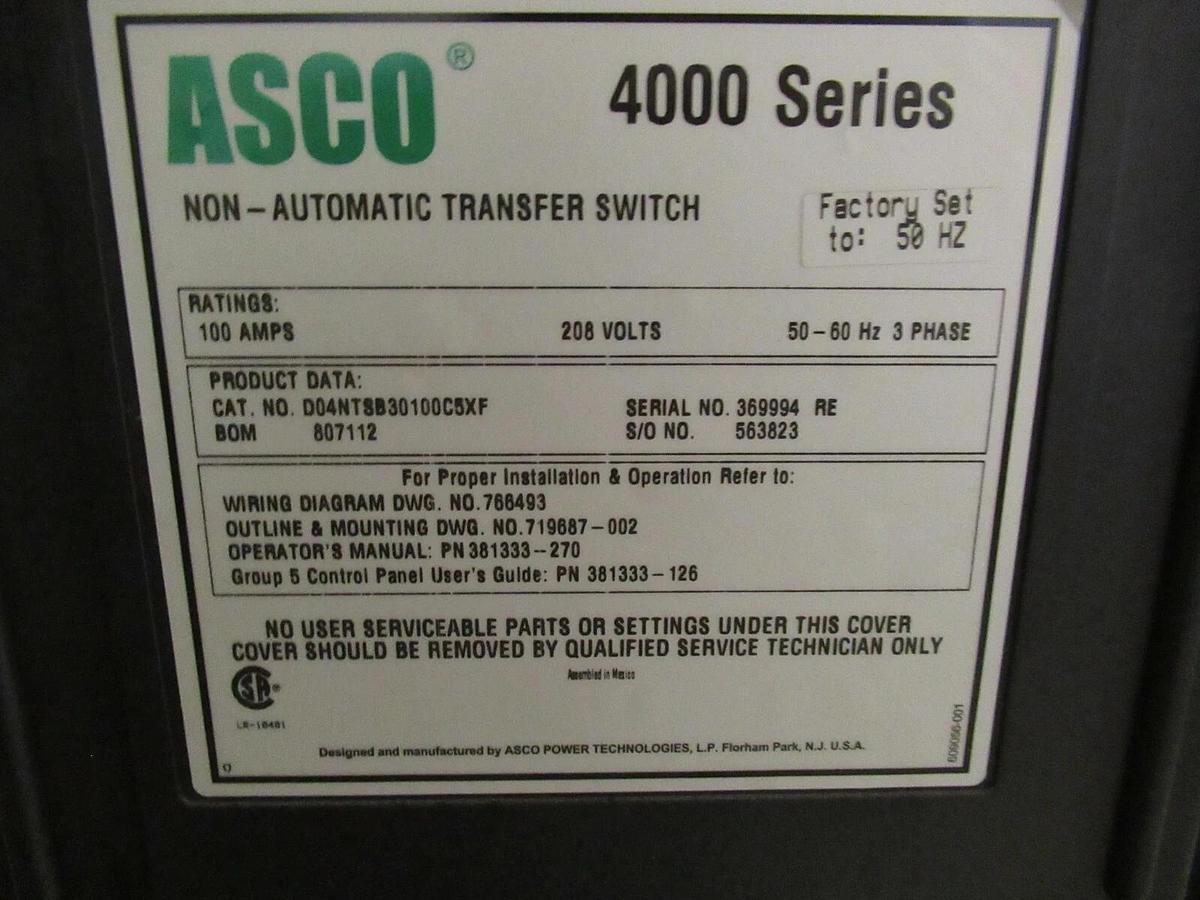 ASCO®
4000 Series
NON-AUTOMATIC TRANSFER SWITCH
Factory Set
to: 50 HZ
RATINGS:
100 AMPS 208 VOLTS 50-60 Hz 3 PHASE
PRODUCT DATA:
CAT. NO. D04NTSB30100C5XF SERIAL NO. 369994 RE
BOM 807112 S/O NO. 563823
For Proper Installation & Operation Refer to:
WIRING DIAGRAM DWG. NO. 766493
OUTLINE & MOUNTING DWG. NO. 719687-002
OPERATOR'S MANUAL: PN 381333-270
Group 5 Control Panel User's Guide: PN 381333-126
NO USER SERVICEABLE PARTS OR SETTINGS UNDER THIS COVER
COVER SHOULD BE REMOVED BY QUALIFIED SERVICE TECHNICIAN ONLY
Assembled in Mexico
SA®
LR-10401
Designed and manufactured by ASCO POWER TECHNOLOGIES, L.P. Florham Park, N.J. U.S.A.